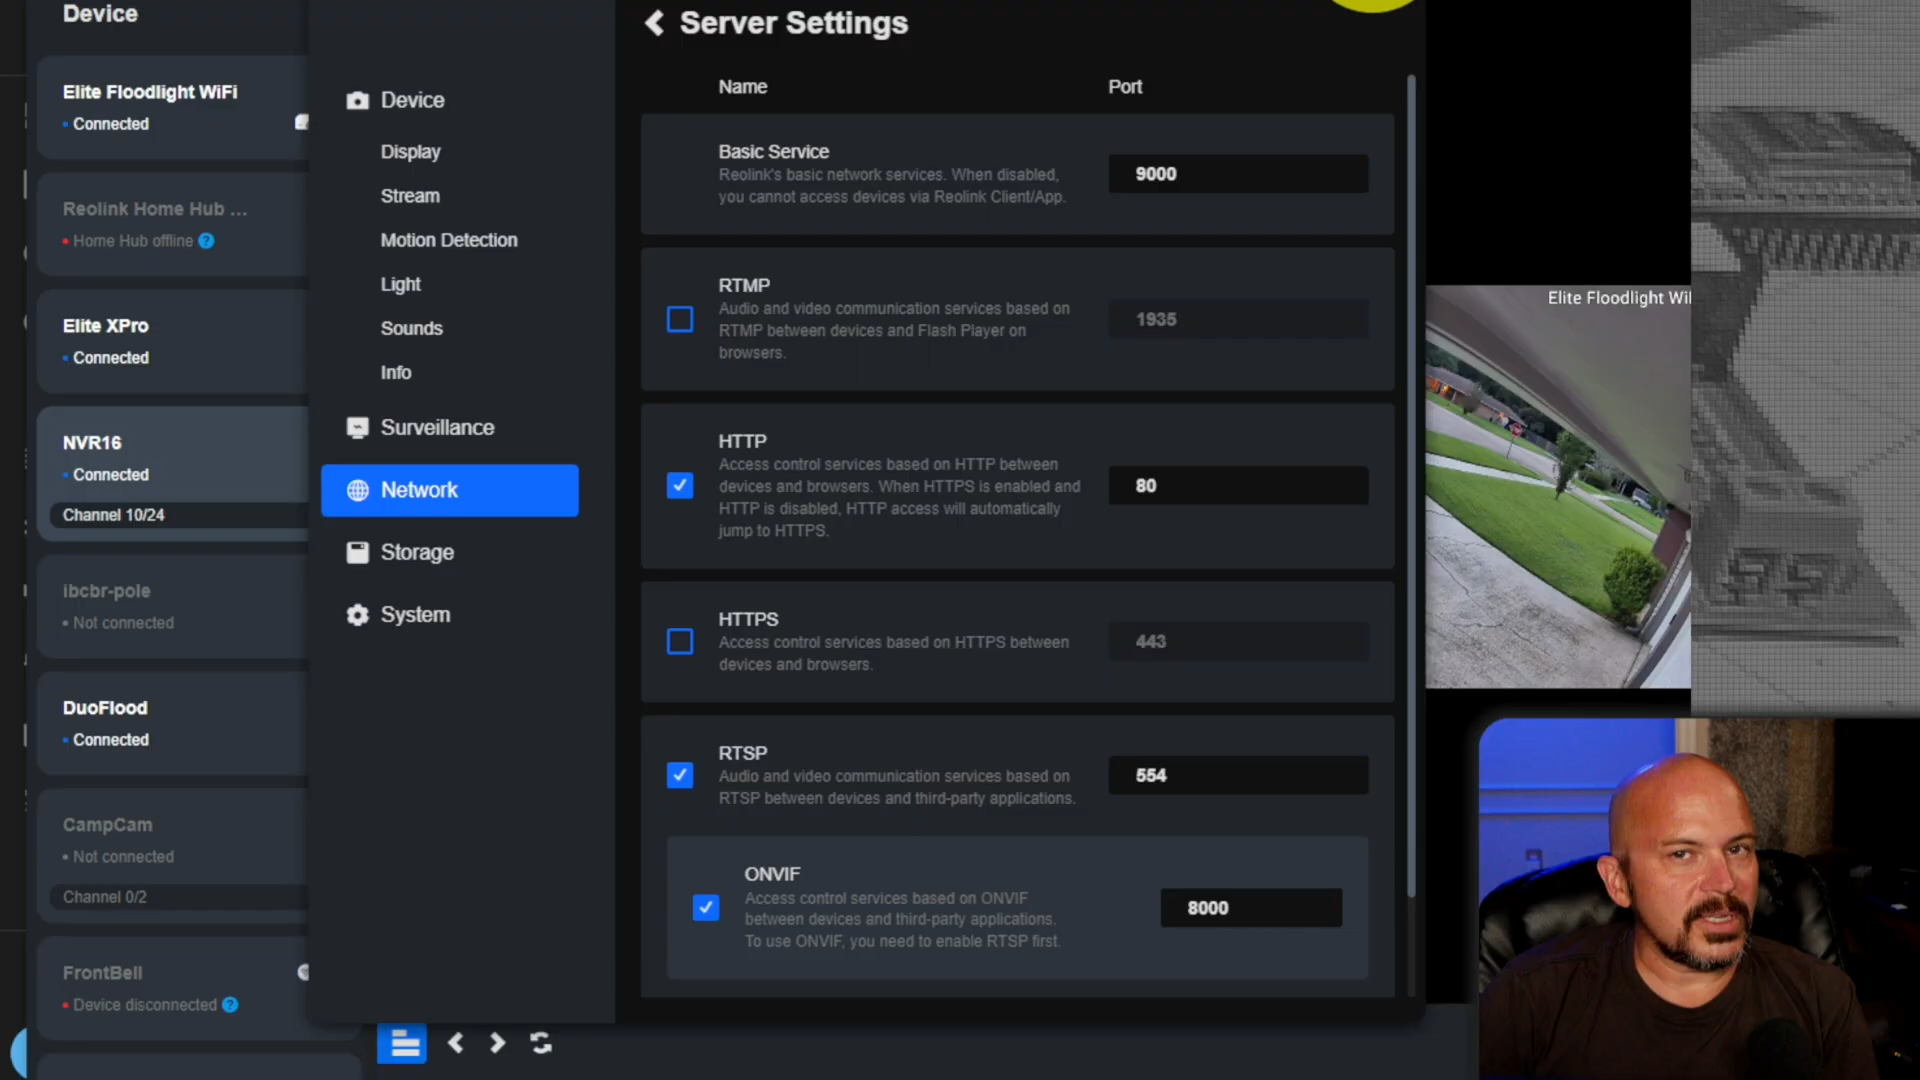 Device
Elite Floodlight WiFi
Connected
Reolink Home Hub ...
Home Hub offline ?
Elite XPro
Connected
NVR16
Connected
Channel 10/24
ibcbr-pole
Not connected
DuoFlood
Connected
CampCam
Not connected
Channel 0/2
FrontBell
Device disconnected ?
Device
Display
Stream
Motion Detection
Light
Sounds
Info
Surveillance
Network
Storage
System
Server Settings
Name Port
Basic Service
Reolink's basic network services. When disabled,
you cannot access devices via Reolink Client/App.
9000
RTMP
Audio and video communication services based on
RTMP between devices and Flash Player on
browsers.
1935
HTTP
Access control services based on HTTP between
devices and browsers. When HTTPS is enabled and
HTTP is disabled, HTTP access will automatically
jump to HTTPS.
80
HTTPS
Access control services based on HTTPS between
devices and browsers.
443
RTSP
Audio and video communication services based on
RTSP between devices and third-party applications.
554
ONVIF
Access control services based on ONVIF
between devices and third-party applications.
To use ONVIF, you need to enable RTSP first.
8000
Elite Floodlight Wi